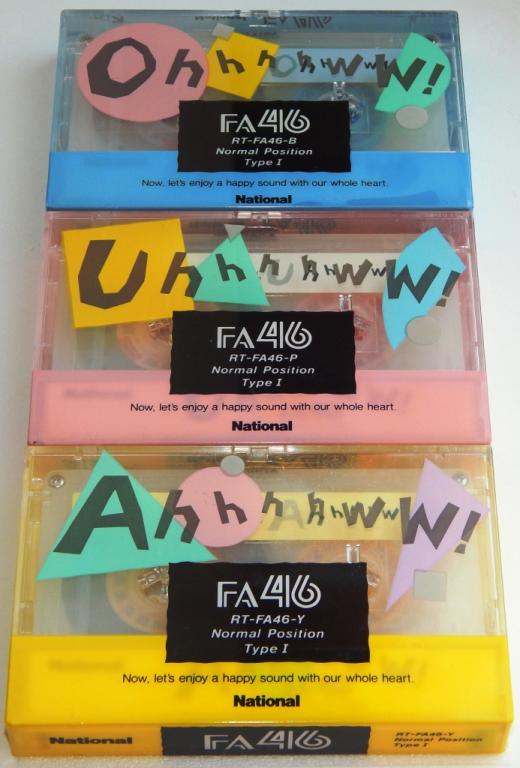 Ohhhhhwww!
FA46
RT-FA46-B
Normal Position
Type I
Now, let's enjoy a happy sound with our whole heart.
National
Uhhhhwww!
FA46
RT-FA46-P
Normal Position
Type I
Now, let's enjoy a happy sound with our whole heart.
National
Ahhhhhwww!
FA46
RT-FA46-Y
Normal Position
Type I
Now, let's enjoy a happy sound with our whole heart.
National
National FA46 RT-FA46-Y
Normal Position
Type I